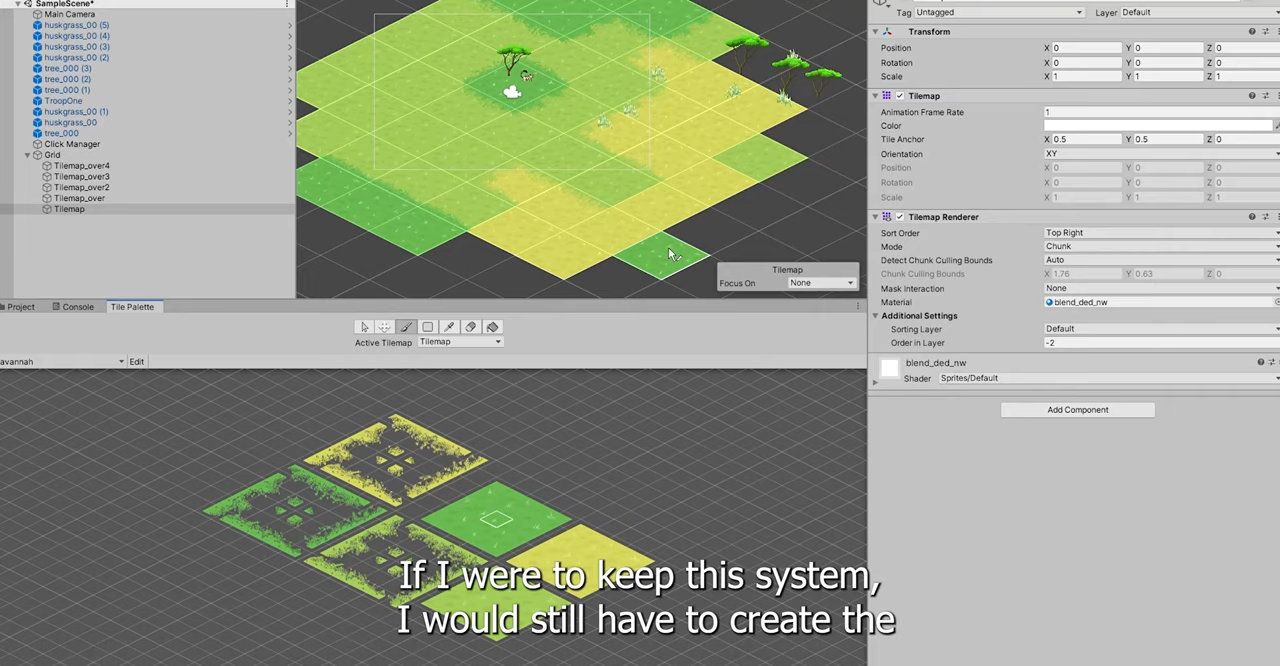 SampleScene*
Main Camera
huskgrass_00 (5)
huskgrass_00 (4)
huskgrass_00 (3)
huskgrass_00 (2)
tree_000 (3)
tree_000 (2)
tree_000 (1)
TroopOne
huskgrass_00 (1)
huskgrass_00
tree_000
Click Manager
Grid
Tilemap_over4
Tilemap_over3
Tilemap_over2
Tilemap_over
Tilemap
Tilemap
Focus On None
Project Console Tile Palette
Active Tilemap Tilemap
avannah Edit
Tag Untagged Layer Default
Transform
Position X 0 Y 0 Z 0
Rotation X 0 Y 0 Z 0
Scale X 1 Y 1 Z 1
Tilemap
Animation Frame Rate 1
Color
Tile Anchor X 0.5 Y 0.5 Z 0
Orientation XY
Position X 0 Y 0 Z 0
Rotation X 0 Y 0 Z 0
Scale X 1 Y 1 Z 1
Tilemap Renderer
Sort Order Top Right
Mode Chunk
Detect Chunk Culling Bounds Auto
Chunk Culling Bounds X 1.76 Y 0.63 Z 0
Mask Interaction None
Material blend_ded_nw
Additional Settings
Sorting Layer Default
Order in Layer -2
blend_ded_nw
Shader Sprites/Default
Add Component
If I were to keep this system,
I would still have to create the